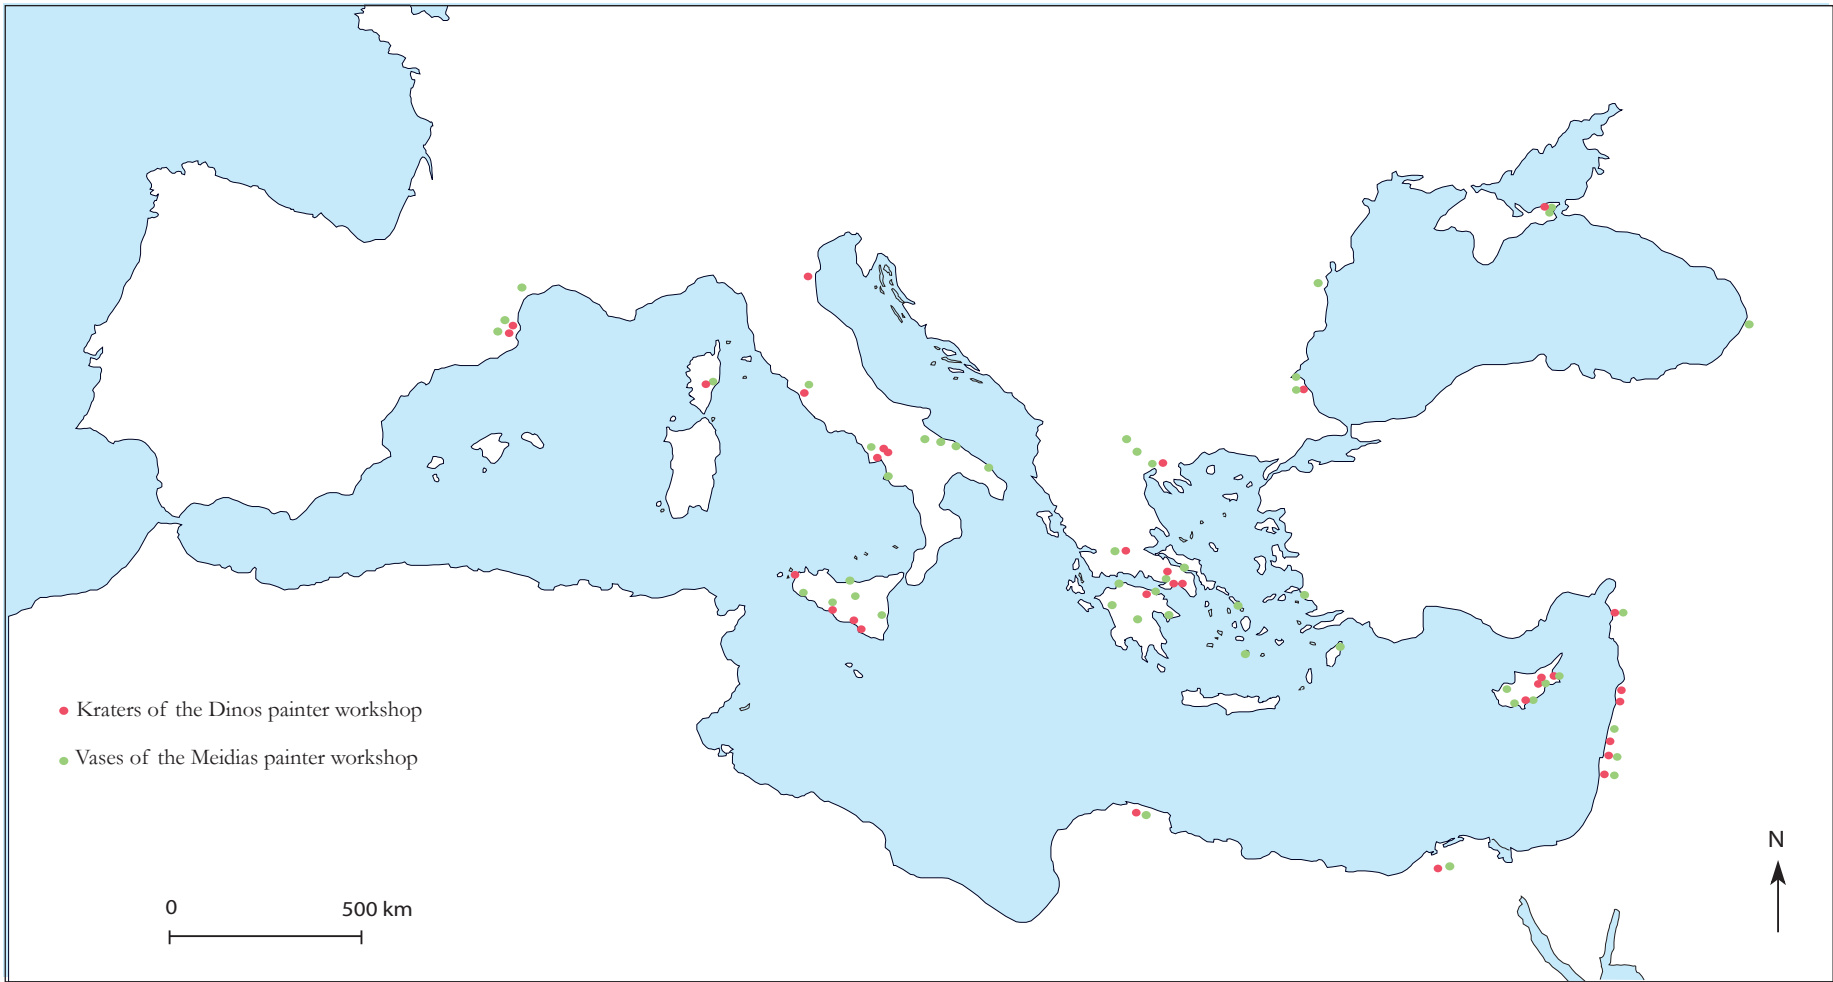 Kraters of the Dinos painter workshop
Vases of the Meidias painter workshop
N
0 500 km